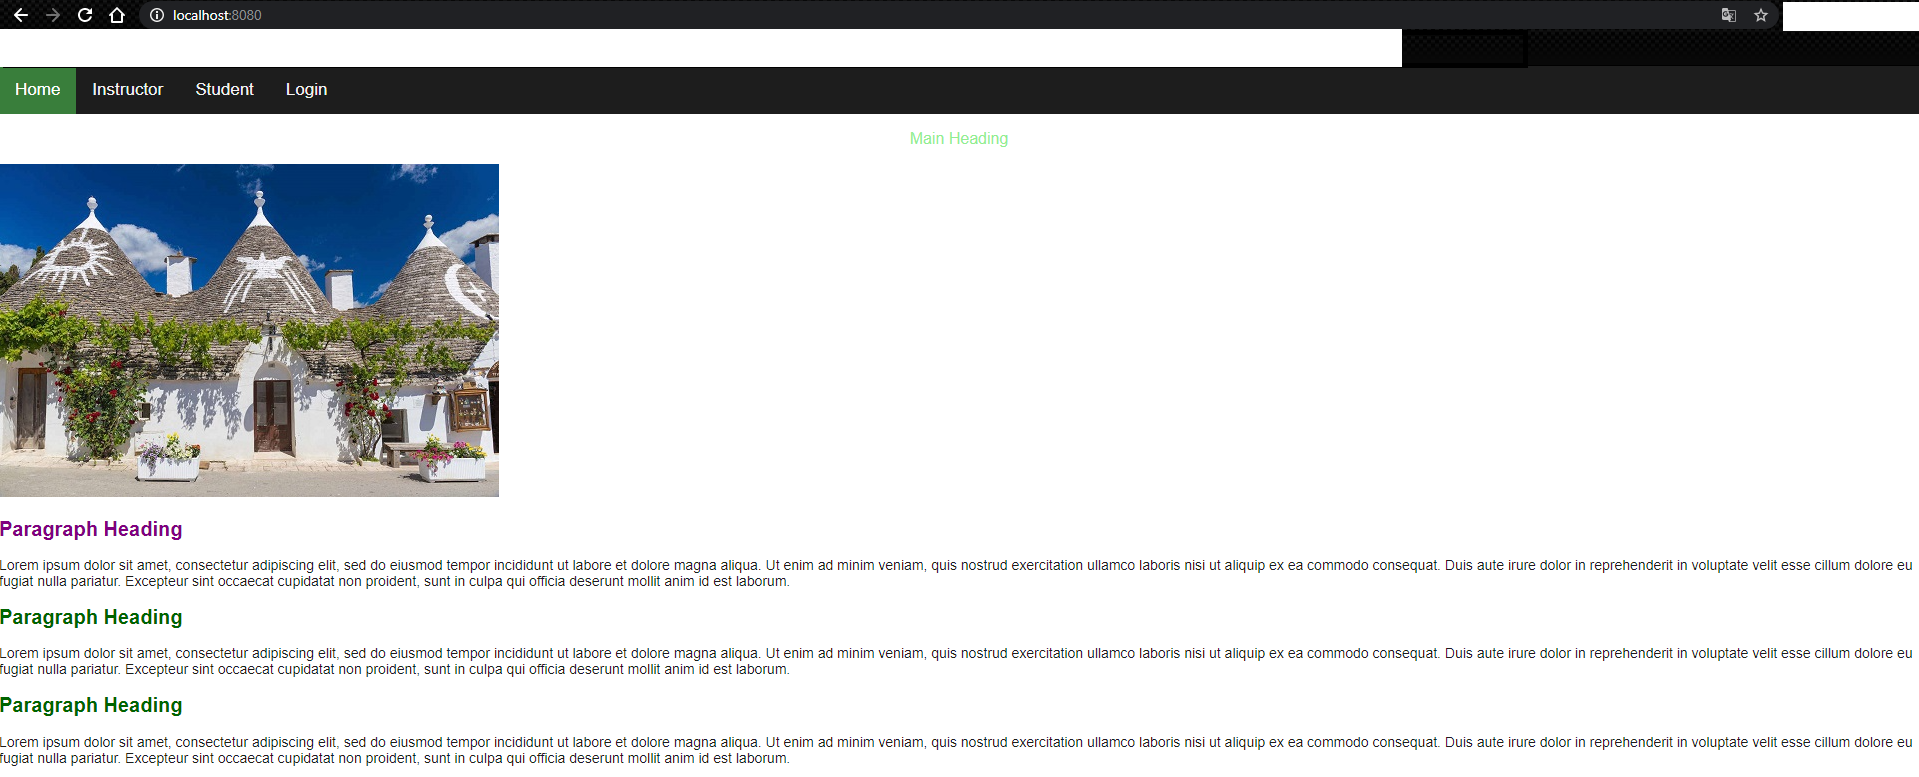 localhost:8080
Home Instructor Student Login
Main Heading
Paragraph Heading
Lorem ipsum dolor sit amet, consectetur adipiscing elit, sed do eiusmod tempor incididunt ut labore et dolore magna aliqua. Ut enim ad minim veniam, quis nostrud exercitation ullamco laboris nisi ut aliquip ex ea commodo consequat. Duis aute irure dolor in reprehenderit in voluptate velit esse cillum dolore eu
fugiat nulla pariatur. Excepteur sint occaecat cupidatat non proident, sunt in culpa qui officia deserunt mollit anim id est laborum.
Paragraph Heading
Lorem ipsum dolor sit amet, consectetur adipiscing elit, sed do eiusmod tempor incididunt ut labore et dolore magna aliqua. Ut enim ad minim veniam, quis nostrud exercitation ullamco laboris nisi ut aliquip ex ea commodo consequat. Duis aute irure dolor in reprehenderit in voluptate velit esse cillum dolore eu
fugiat nulla pariatur. Excepteur sint occaecat cupidatat non proident, sunt in culpa qui officia deserunt mollit anim id est laborum.
Paragraph Heading
Lorem ipsum dolor sit amet, consectetur adipiscing elit, sed do eiusmod tempor incididunt ut labore et dolore magna aliqua. Ut enim ad minim veniam, quis nostrud exercitation ullamco laboris nisi ut aliquip ex ea commodo consequat. Duis aute irure dolor in reprehenderit in voluptate velit esse cillum dolore eu
fugiat nulla pariatur. Excepteur sint occaecat cupidatat non proident, sunt in culpa qui officia deserunt mollit anim id est laborum.